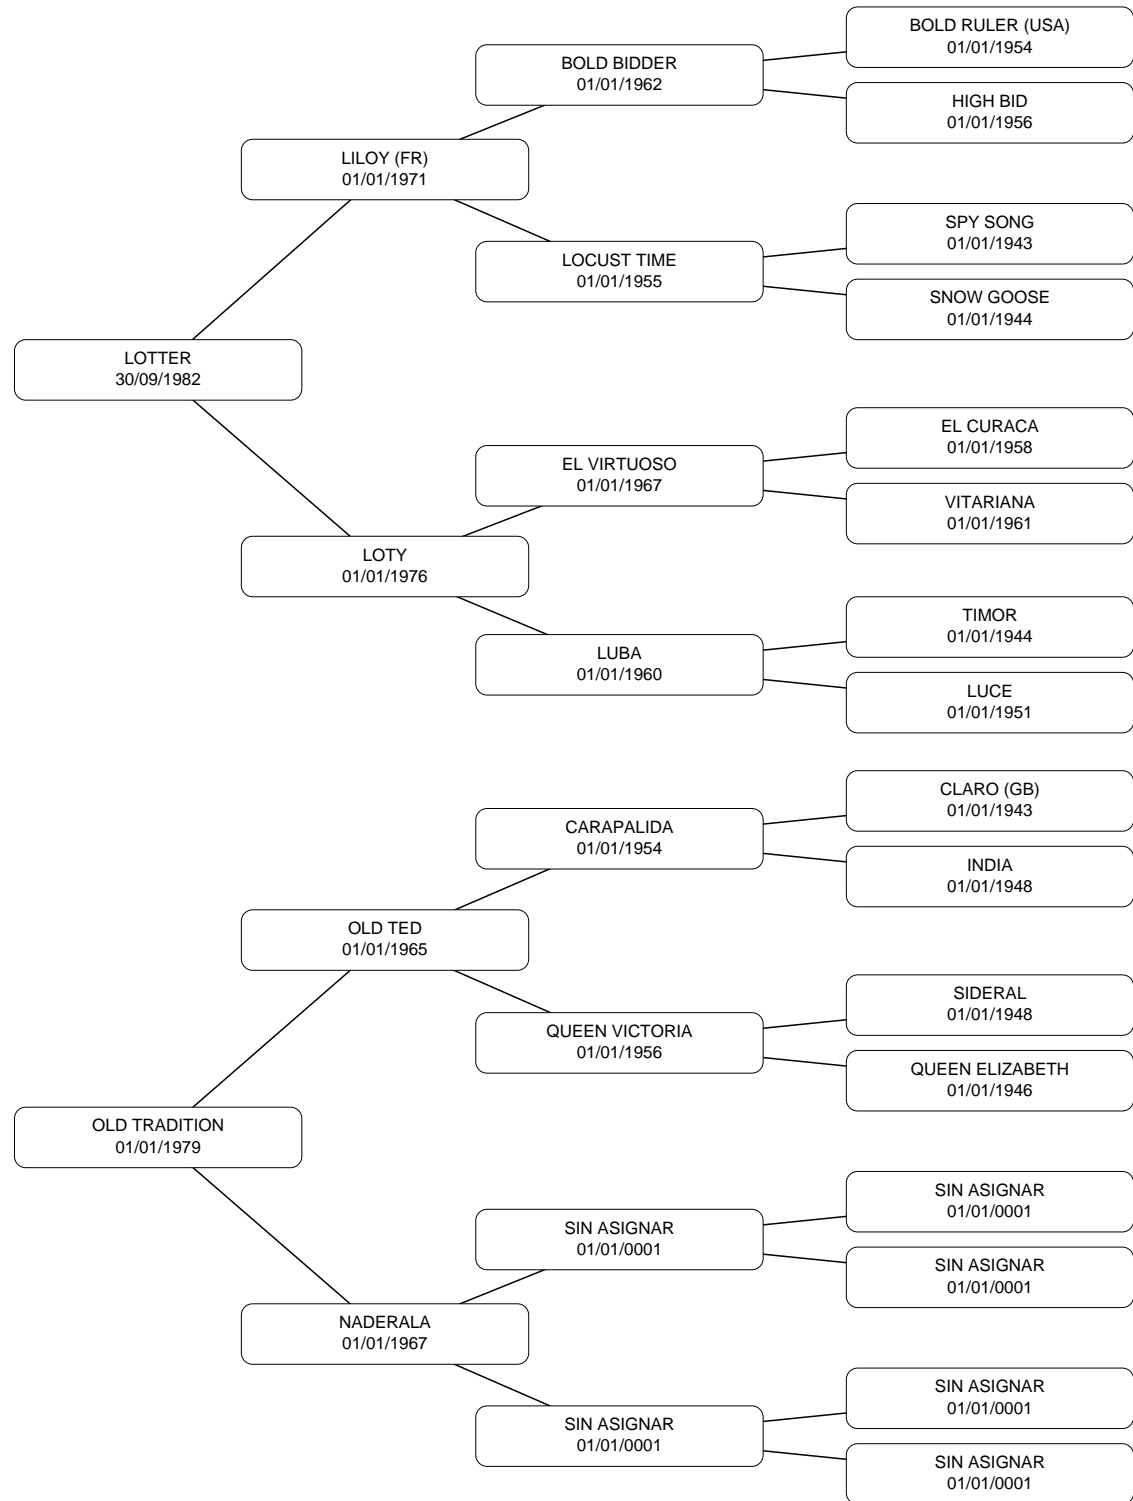 BOLD RULER (USA)
01/01/1954
BOLD BIDDER
01/01/1962
HIGH BID
01/01/1956
LILOY (FR)
01/01/1971
SPY SONG
01/01/1943
LOCUST TIME
01/01/1955
SNOW GOOSE
01/01/1944
LOTTER
30/09/1982
EL CURACA
01/01/1958
EL VIRTUOSO
01/01/1967
VITARIANA
01/01/1961
LOTY
01/01/1976
TIMOR
01/01/1944
LUBA
01/01/1960
LUCE
01/01/1951
CLARO (GB)
01/01/1943
CARAPALIDA
01/01/1954
INDIA
01/01/1948
OLD TED
01/01/1965
SIDERAL
01/01/1948
QUEEN VICTORIA
01/01/1956
QUEEN ELIZABETH
01/01/1946
OLD TRADITION
01/01/1979
SIN ASIGNAR
01/01/0001
SIN ASIGNAR
01/01/0001
SIN ASIGNAR
01/01/0001
NADERALA
01/01/1967
SIN ASIGNAR
01/01/0001
SIN ASIGNAR
01/01/0001
SIN ASIGNAR
01/01/0001